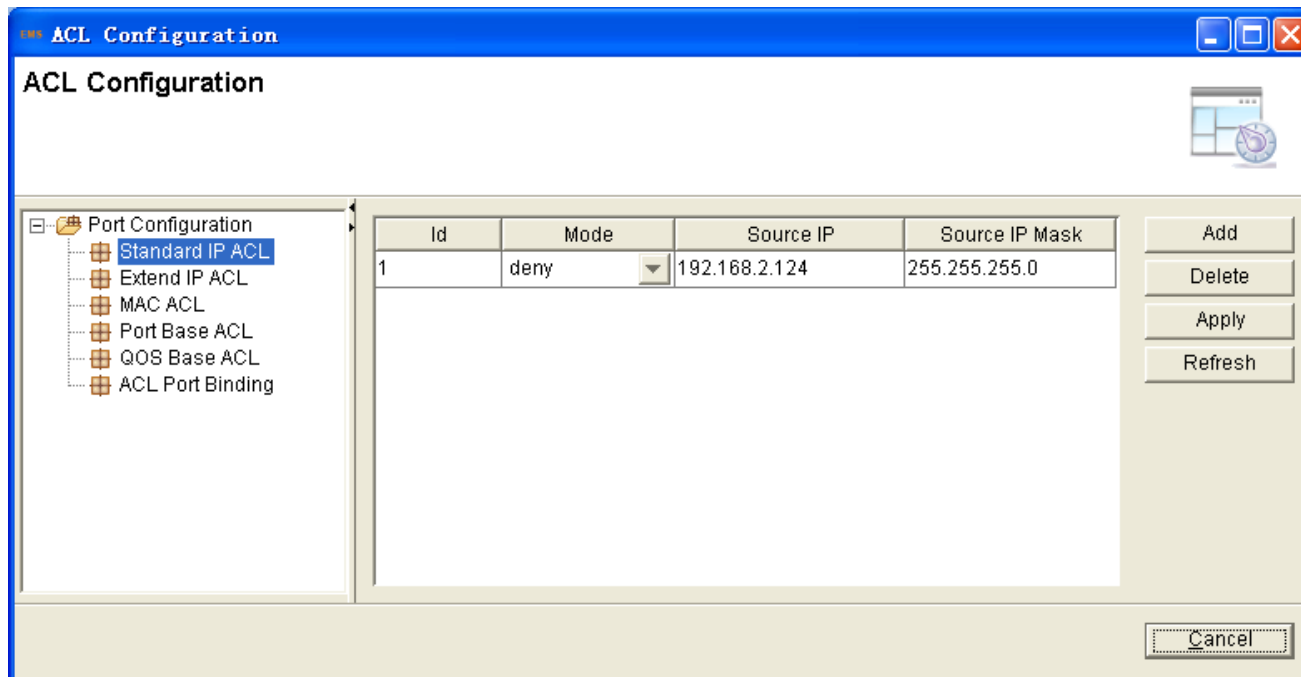 EMS ACL Configuration
ACL Configuration
Port Configuration
Standard IP ACL
Extend IP ACL
MAC ACL
Port Base ACL
QOS Base ACL
ACL Port Binding
Id Mode Source IP Source IP Mask
1 deny 192.168.2.124 255.255.255.0
Add
Delete
Apply
Refresh
Cancel